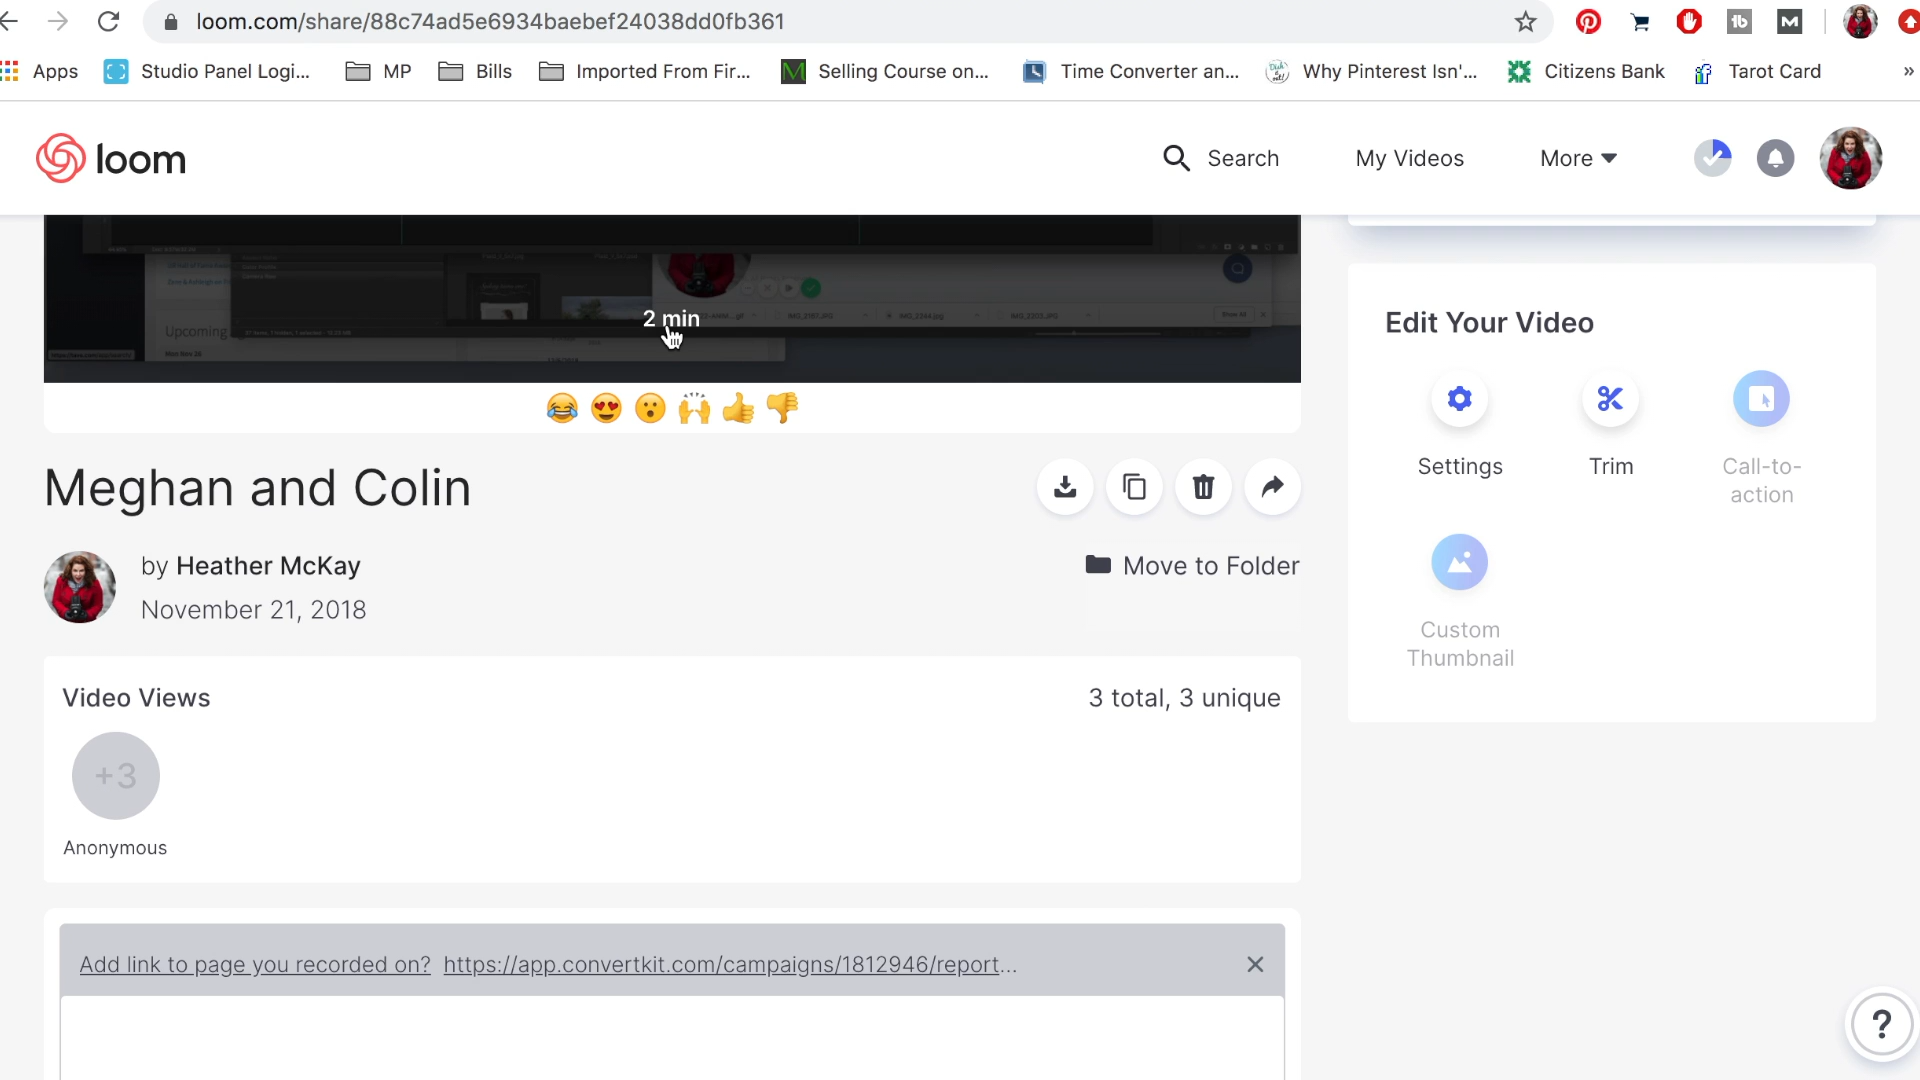 loom.com/share/88c74ad5e6934baebef24038dd0fb361
Apps Studio Panel Logi... MP Bills Imported From Fir... Selling Course on... Time Converter an... Why Pinterest Isn'... Citizens Bank Tarot Card »
loom Search My Videos More
Upcoming
2 min
Edit Your Video
Settings Trim Call-to-
action
Custom
Thumbnail
Meghan and Colin
by Heather McKay Move to Folder
November 21, 2018
Video Views 3 total, 3 unique
+3
Anonymous
Add link to page you recorded on? https://app.convertkit.com/campaigns/1812946/report...
?